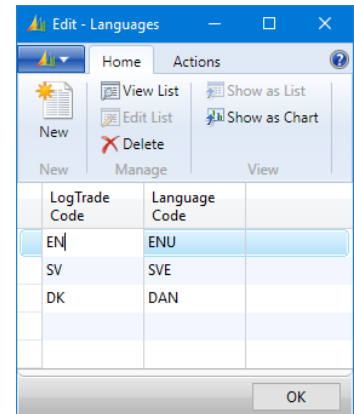 Edit - Languages
Home Actions
New
View List
Edit List
Delete
Show as List
Show as Chart
New Manage View
LogTrade Code Language Code
EN ENU
SV SVE
DK DAN
OK